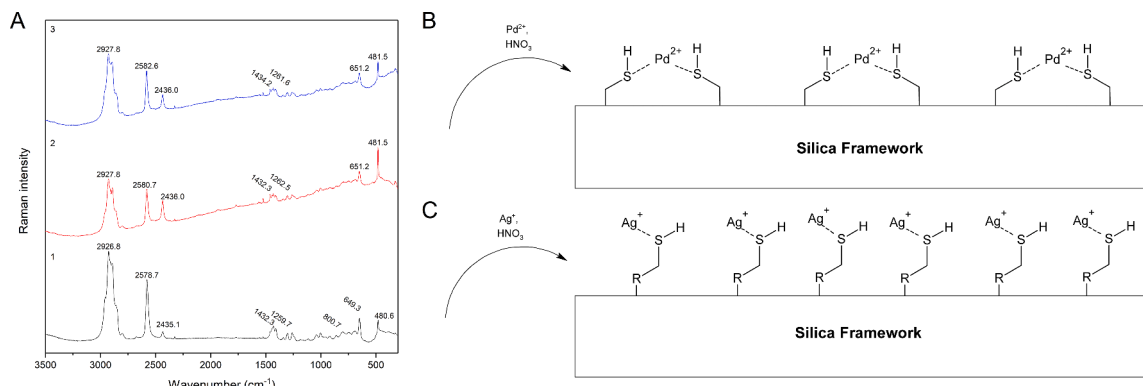 A
3
2927.8
2582.6
2436.0
1434.2
1261.6
651.2
481.5
2
2927.8
2580.7
2436.0
1432.3
1262.5
651.2
481.5
1
2926.8
2578.7
2435.1
1432.3
1259.7
800.7
649.3
480.6
Raman intensity
3500 3000 2500 2000 1500 1000 500
Wavenumber (cm⁻¹)
B
Pd²⁺,
HNO₃
H Pd²⁺ H H Pd²⁺ H H Pd²⁺ H
S S S S S S
Silica Framework
C
Ag⁺,
HNO₃
Ag⁺ Ag⁺ Ag⁺ Ag⁺ Ag⁺ Ag⁺
S H S H S H S H S H S H
R R R R R R
Silica Framework